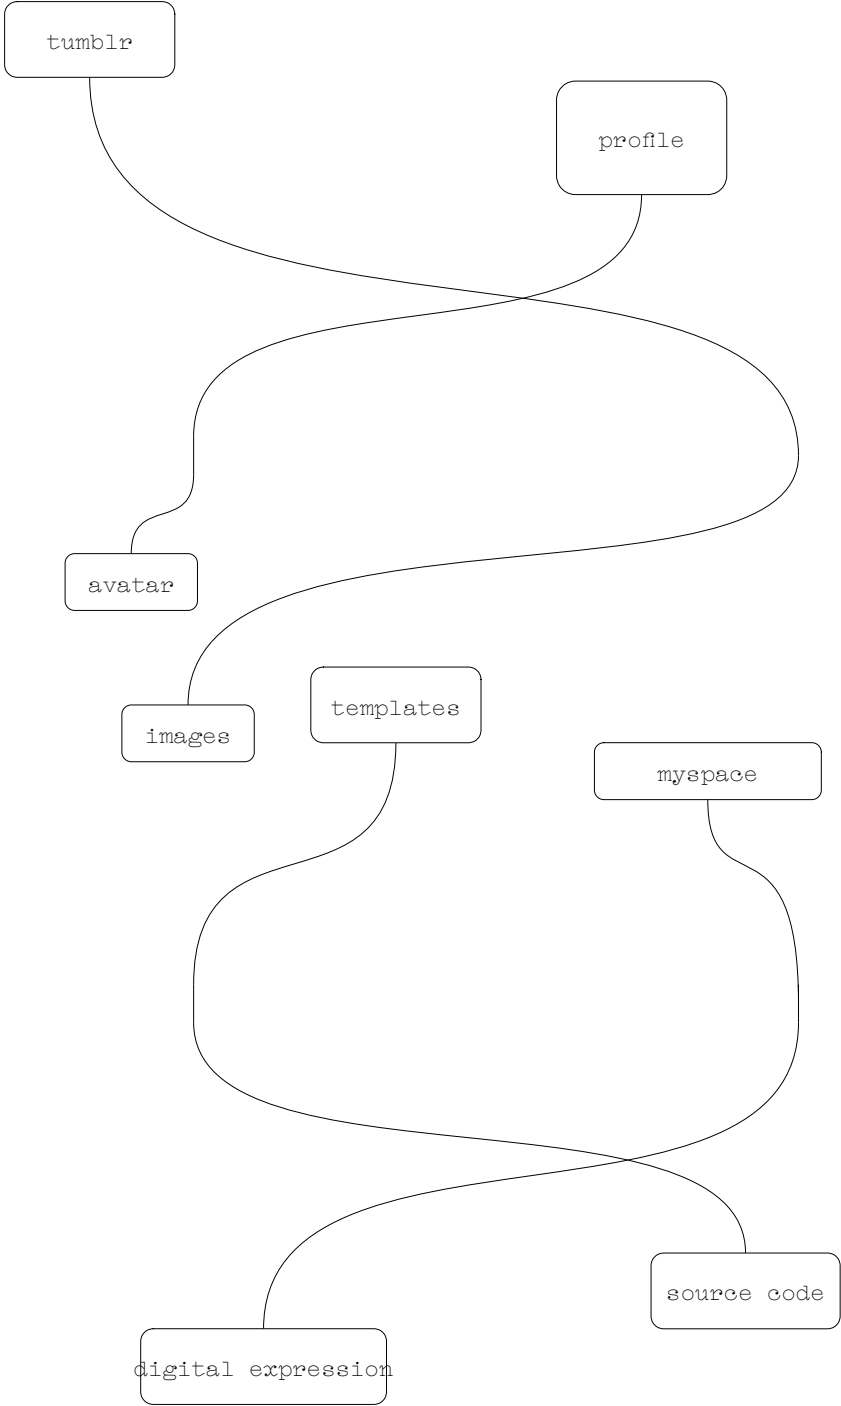 tumblr
profile
avatar
templates
images
myspace
source code
digital expression